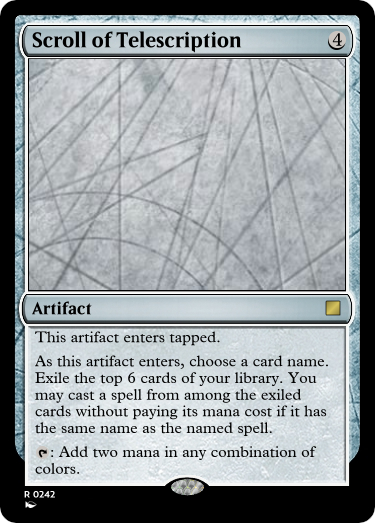 Scroll of Telescription 4
Artifact
This artifact enters tapped.
As this artifact enters, choose a card name.
Exile the top 6 cards of your library. You
may cast a spell from among the exiled
cards without paying its mana cost if it has
the same name as the named spell.
: Add two mana in any combination of
colors.
R 0242